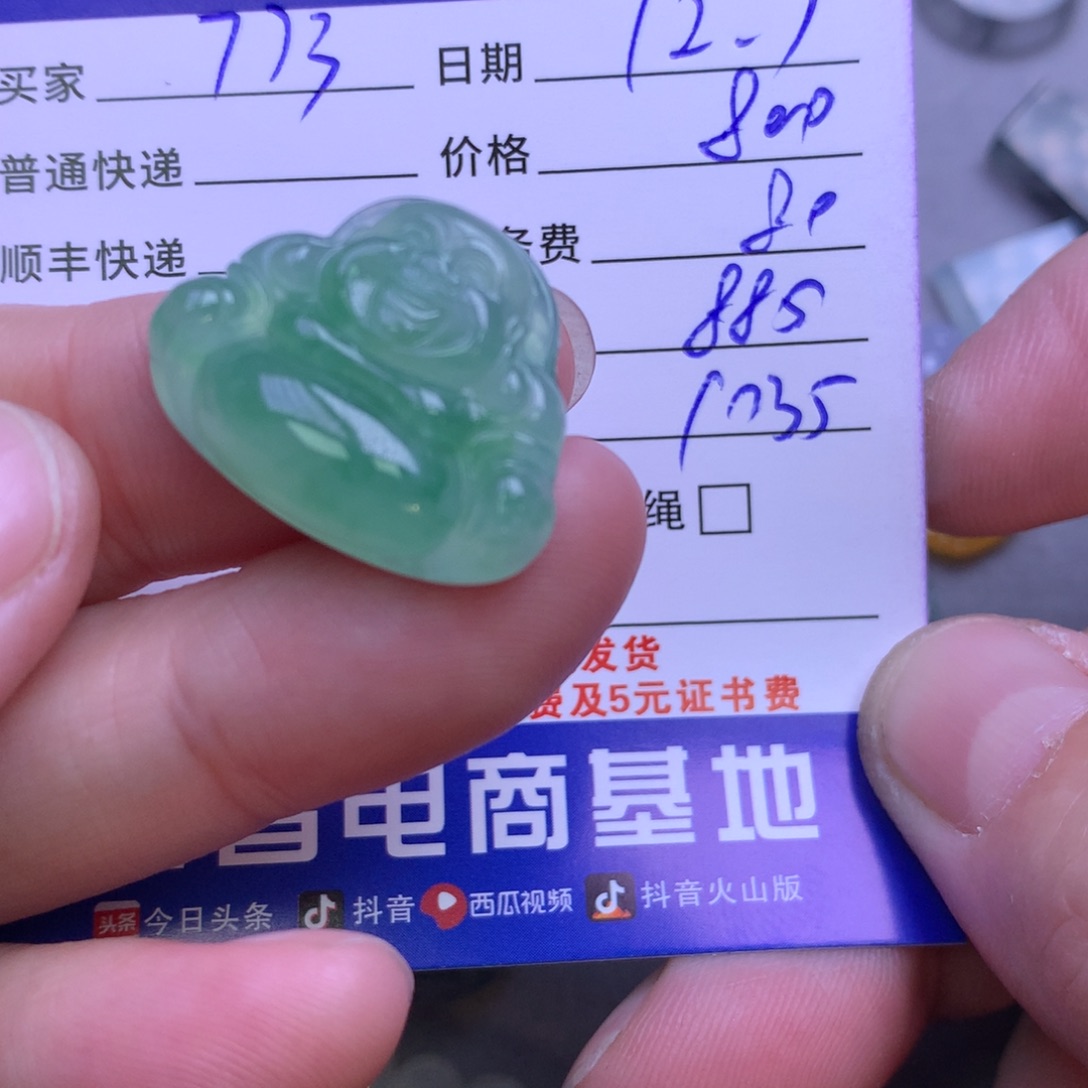 买家 773 日期 12-1
普通快递 价格 800
顺丰快递 务费 80
885
1035
绳
发货
费及5元证书费
电商基地
头条 今日头条 抖音 西瓜视频 抖音火山版